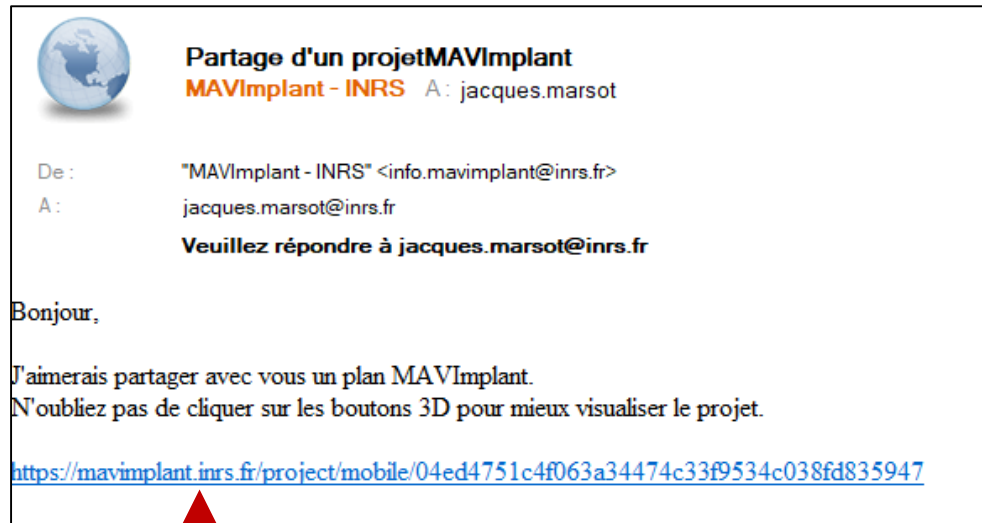 Partage d'un projetMAVImplant
MAVImplant - INRS A : jacques.marsot
De : "MAVImplant - INRS" <info.mavimplant@inrs.fr>
A : jacques.marsot@inrs.fr
Veuillez répondre à jacques.marsot@inrs.fr
Bonjour,
J'aimerais partager avec vous un plan MAVImplant.
N'oubliez pas de cliquer sur les boutons 3D pour mieux visualiser le projet.
https://mavimplant.inrs.fr/project/mobile/04ed4751c4f063a34474c33f9534c038fd835947